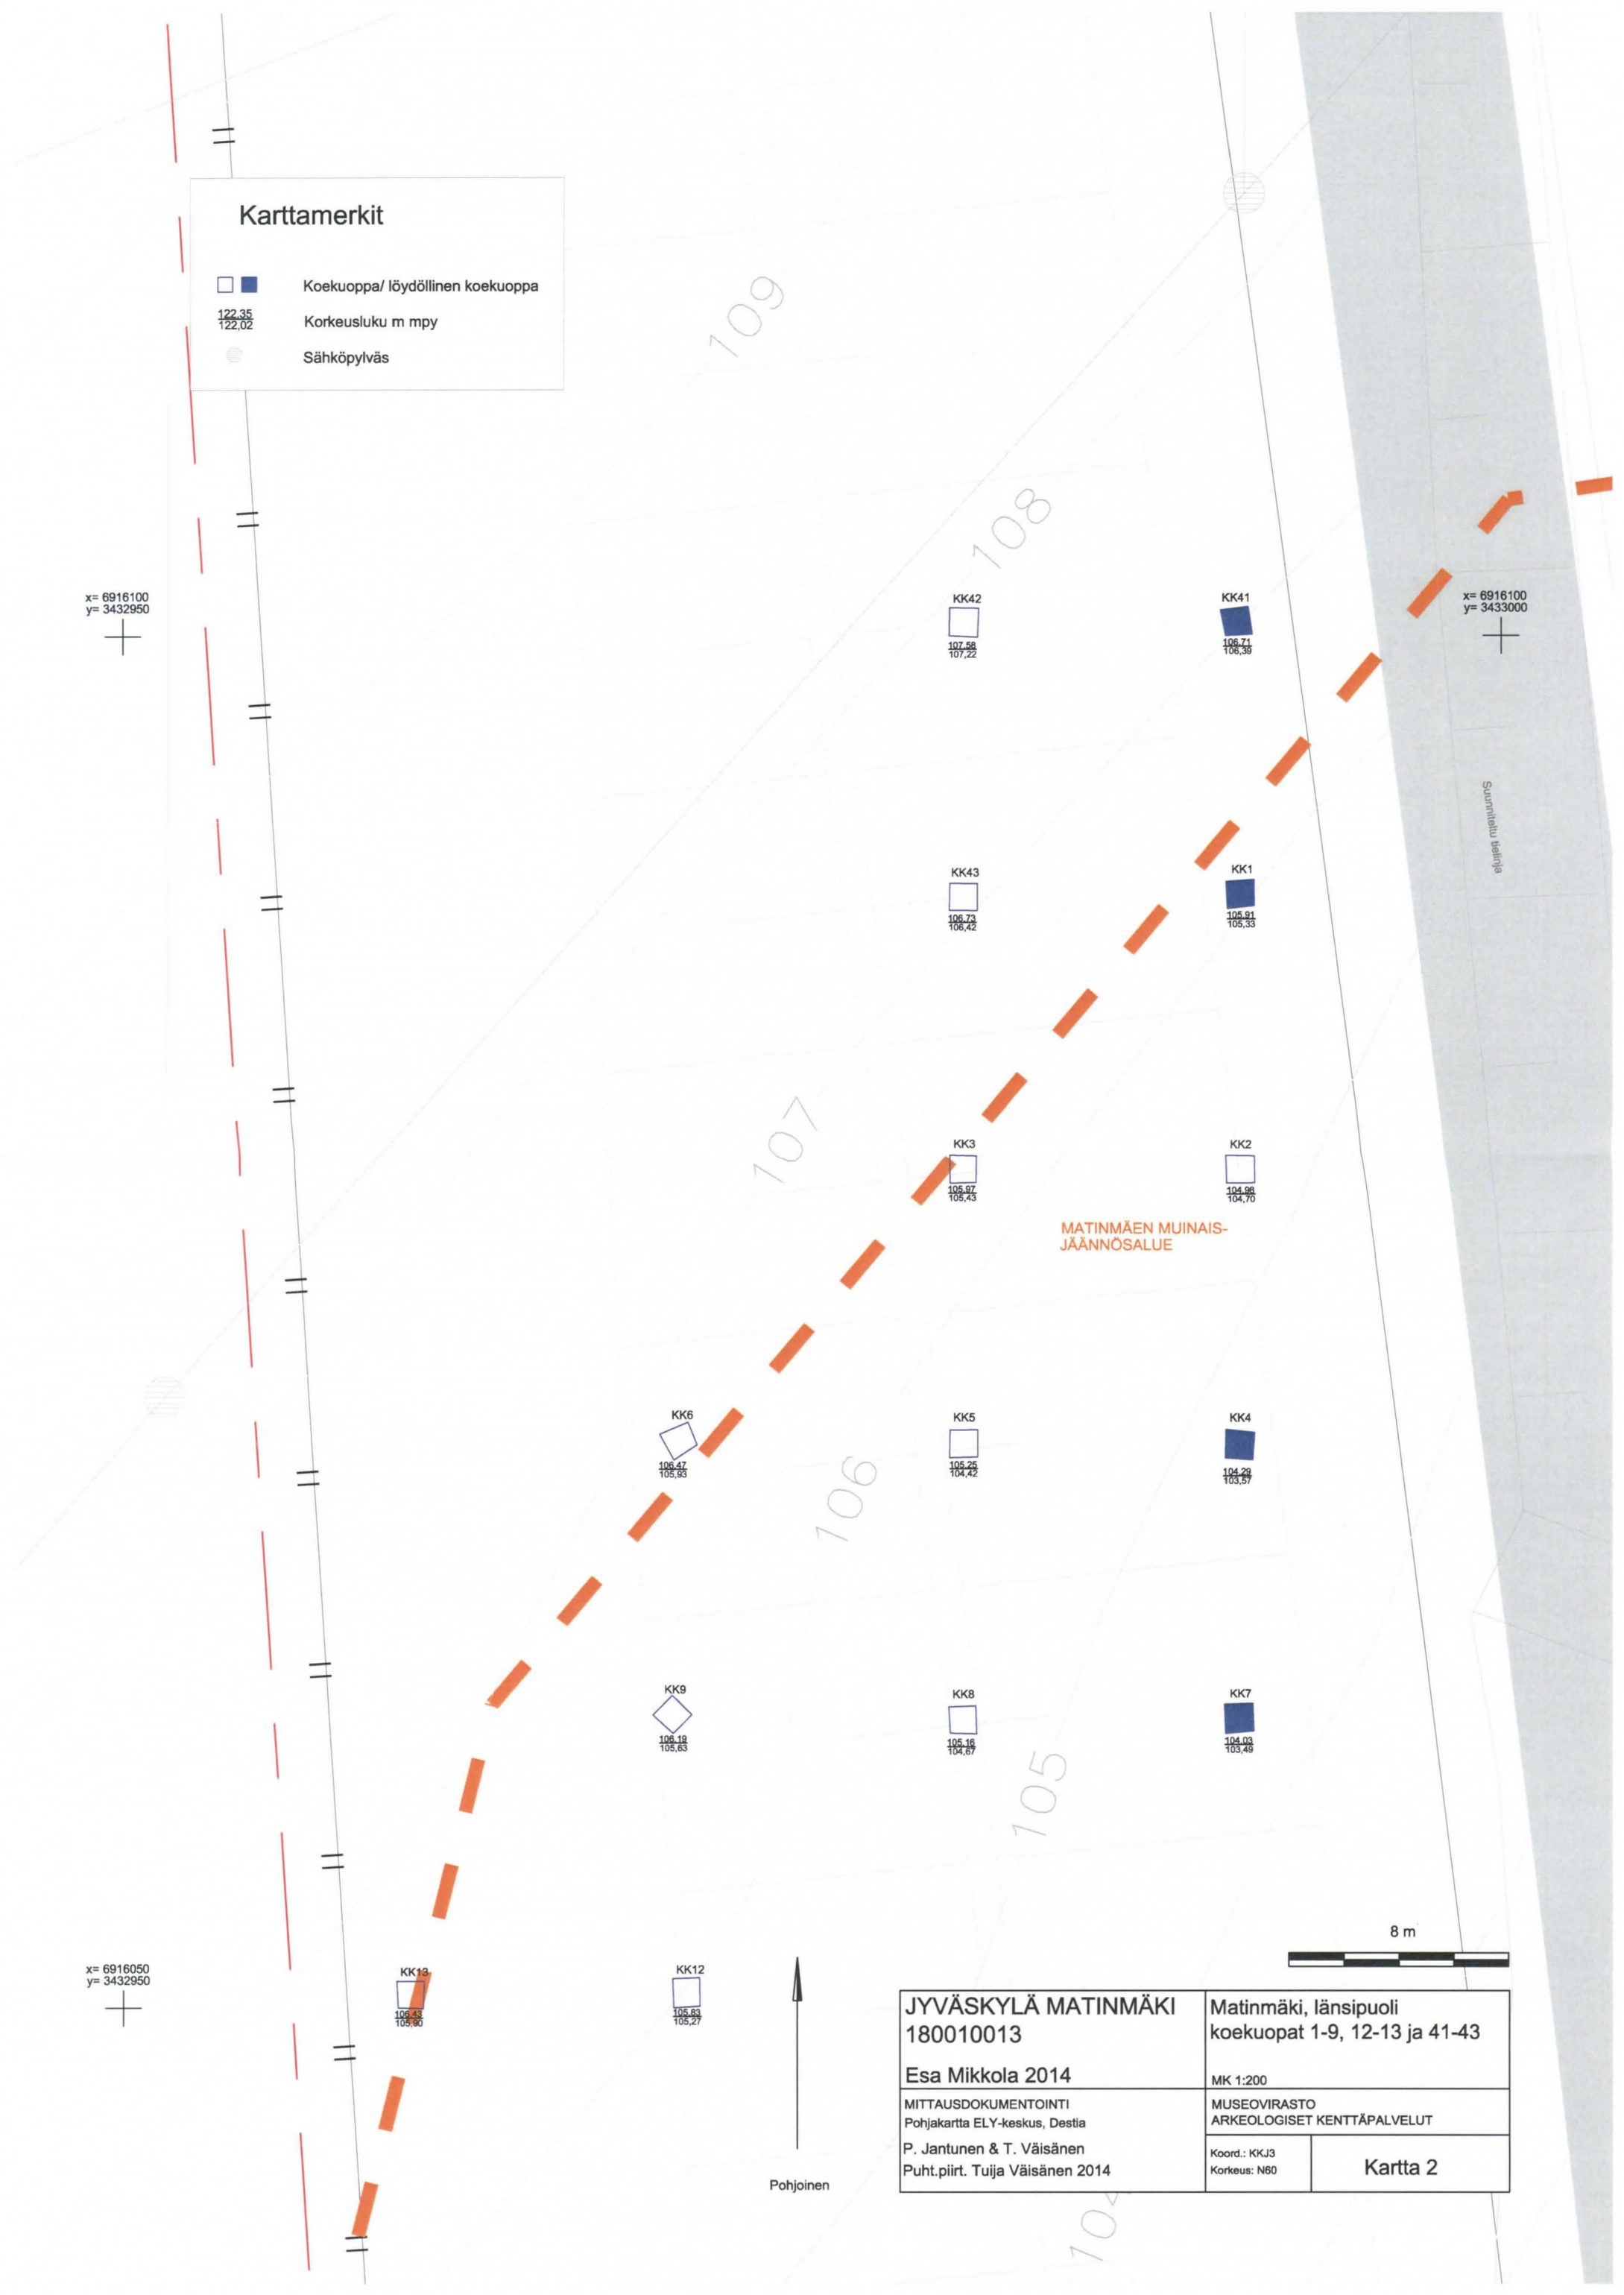 Karttamerkit
Koekuoppa/ löydöllinen koekuoppa
122,35
122,02
Korkeusluku m mpy
Sähköpylväs
109
108
x= 6916100
y= 3432950
KK42
107,58
107,22
KK41
106,71
106,39
x= 6916100
y= 3433000
Suunniteltu tielinja
KK43
106,73
106,42
KK1
105,91
105,33
107
KK3
105,97
105,43
KK2
104,98
104,70
MATINMÄEN MUINAIS-
JÄÄNNÖSALUE
KK6
106,47
105,93
KK5
105,25
104,42
KK4
104,29
103,57
106
KK9
106,19
105,63
KK8
105,16
104,67
KK7
104,03
103,49
105
8 m
x= 6916050
y= 3432950
KK13
106,43
105,90
KK12
105,83
105,27
Pohjoinen
JYVÄSKYLÄ MATINMÄKI
180010013
Esa Mikkola 2014
Matinmäki, länsipuoli
koekuopat 1-9, 12-13 ja 41-43
MK 1:200
MITTAUSDOKUMENTOINTI
Pohjakartta ELY-keskus, Destia
P. Jantunen & T. Väisänen
Puht.piirt. Tuija Väisänen 2014
MUSEOVIRASTO
ARKEOLOGISET KENTTÄPALVELUT
Koord.: KKJ3
Korkeus: N60
Kartta 2